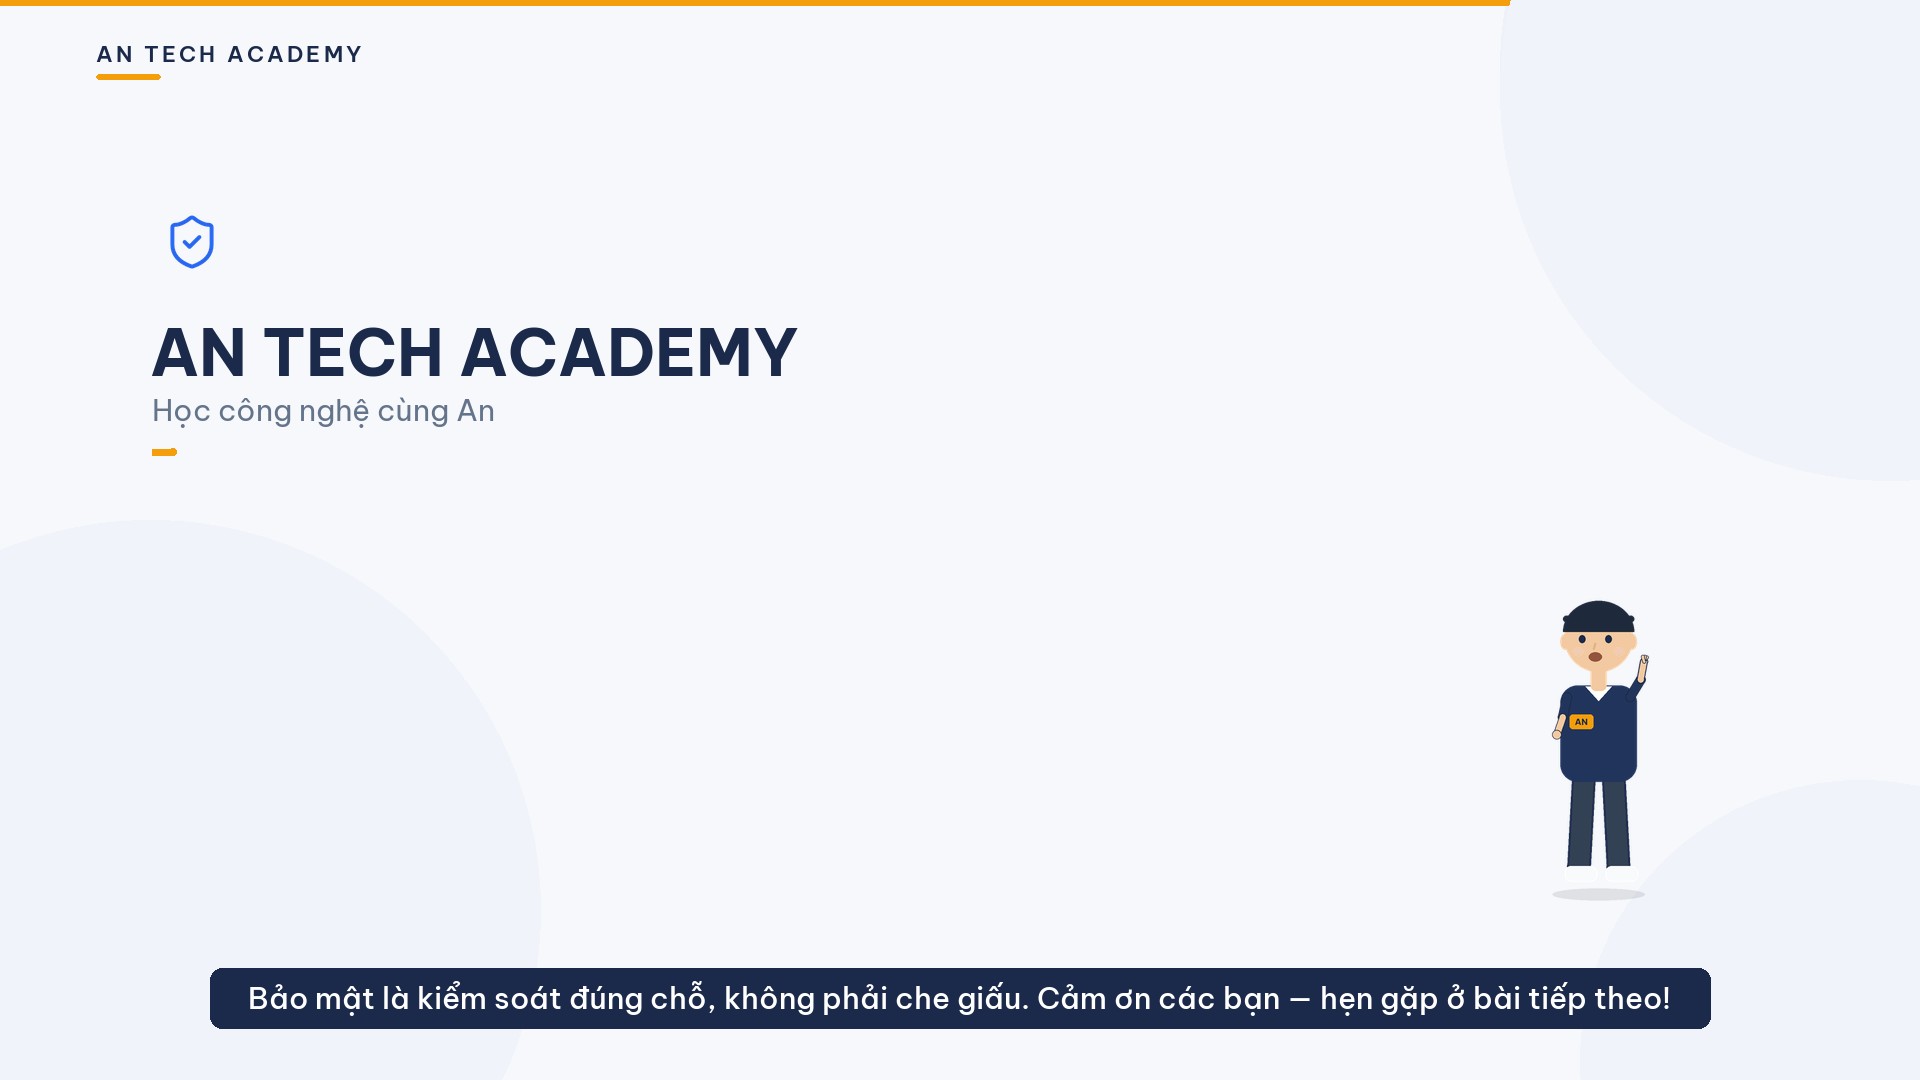 AN TECH ACADEMY
AN TECH ACADEMY
Học công nghệ cùng An
AN
Bảo mật là kiểm soát đúng chỗ, không phải che giấu. Cảm ơn các bạn — hẹn gặp ở bài tiếp theo!